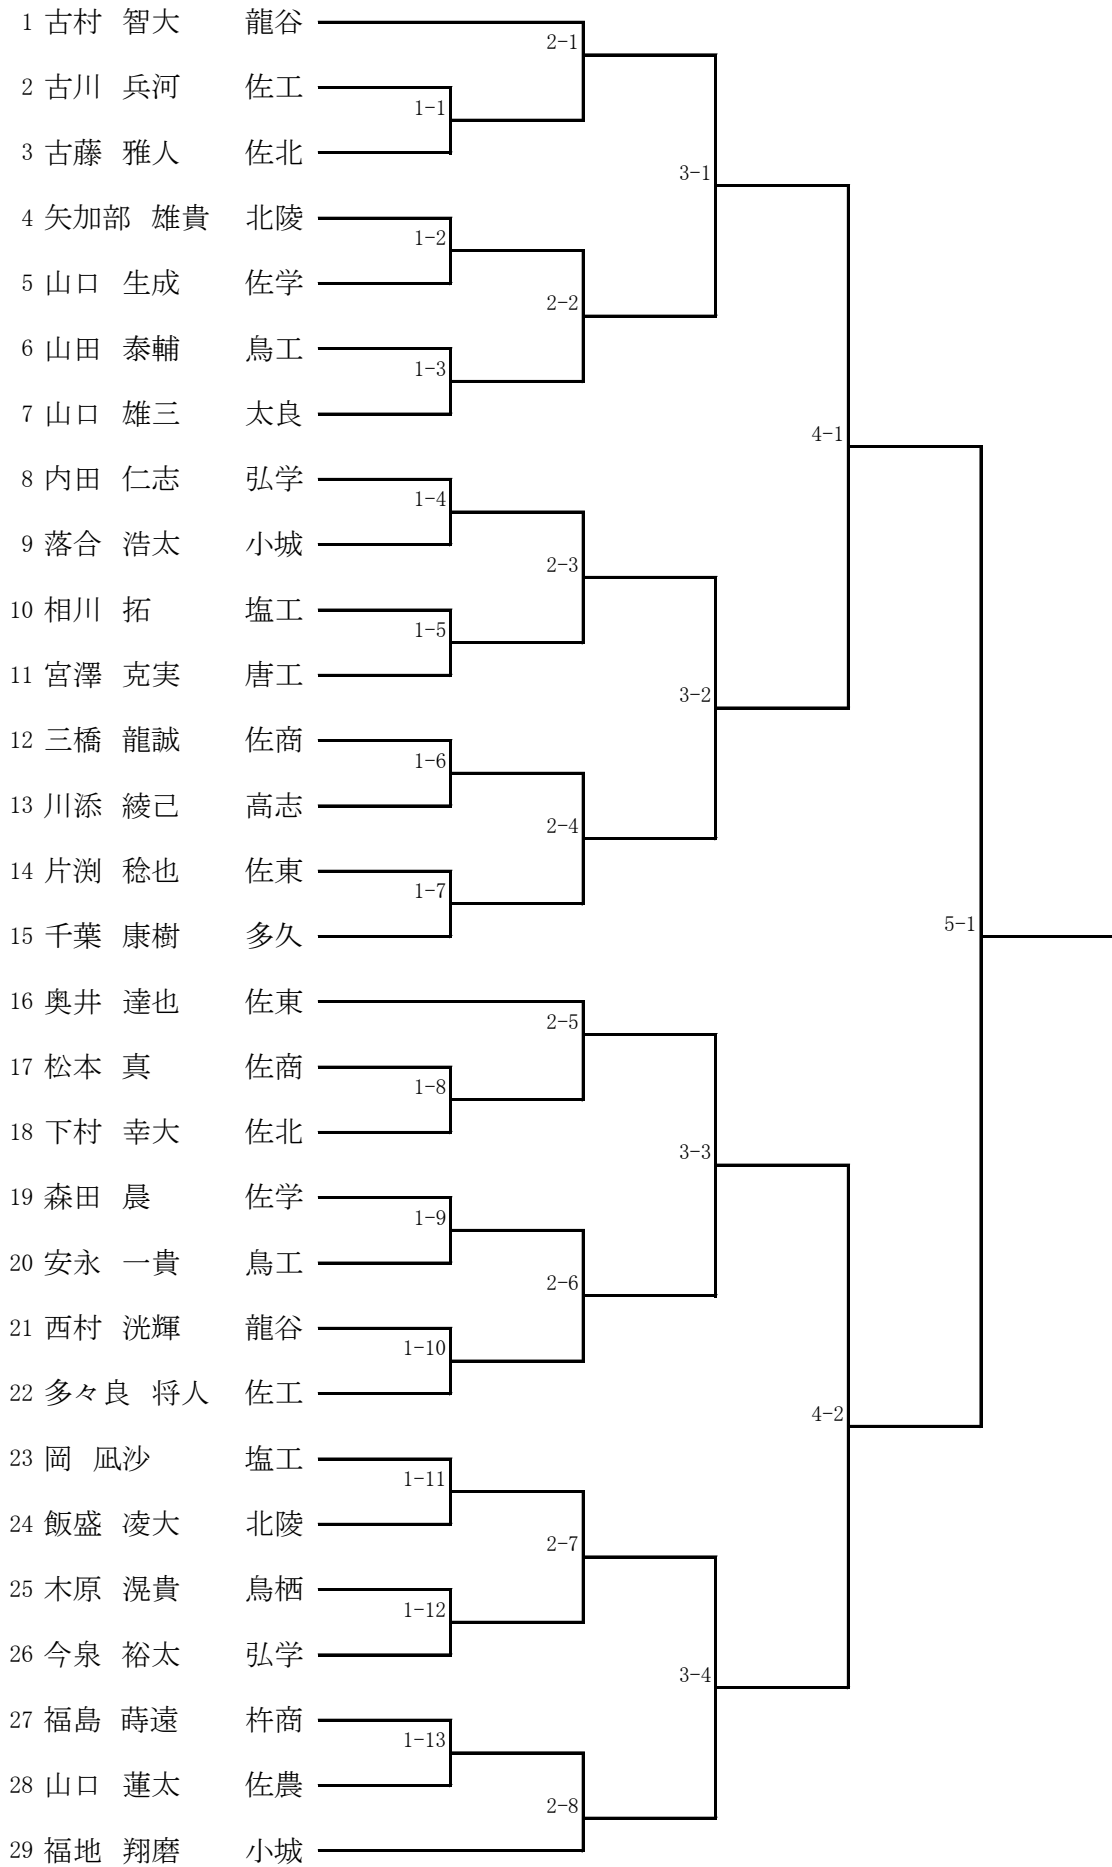 1 古村 智大 龍谷
2-1
2 古川 兵河 佐工
1-1
3 古藤 雅人 佐北
3-1
4 矢加部 雄貴 北陵
1-2
5 山口 生成 佐学
2-2
6 山田 泰輔 鳥工
1-3
7 山口 雄三 太良
4-1
8 内田 仁志 弘学
1-4
9 落合 浩太 小城
2-3
10 相川 拓 塩工
1-5
11 宮澤 克実 唐工
3-2
12 三橋 龍誠 佐商
1-6
13 川添 綾己 高志
2-4
14 片渕 稔也 佐東
1-7
15 千葉 康樹 多久
5-1
16 奥井 達也 佐東
2-5
17 松本 真 佐商
1-8
18 下村 幸大 佐北
3-3
19 森田 晨 佐学
1-9
20 安永 一貴 鳥工
2-6
21 西村 洸輝 龍谷
1-10
22 多々良 将人 佐工
4-2
23 岡 凪沙 塩工
1-11
24 飯盛 凌大 北陵
2-7
25 木原 滉貴 鳥栖
1-12
26 今泉 裕太 弘学
3-4
27 福島 蒔遠 杵商
1-13
28 山口 蓮太 佐農
2-8
29 福地 翔磨 小城